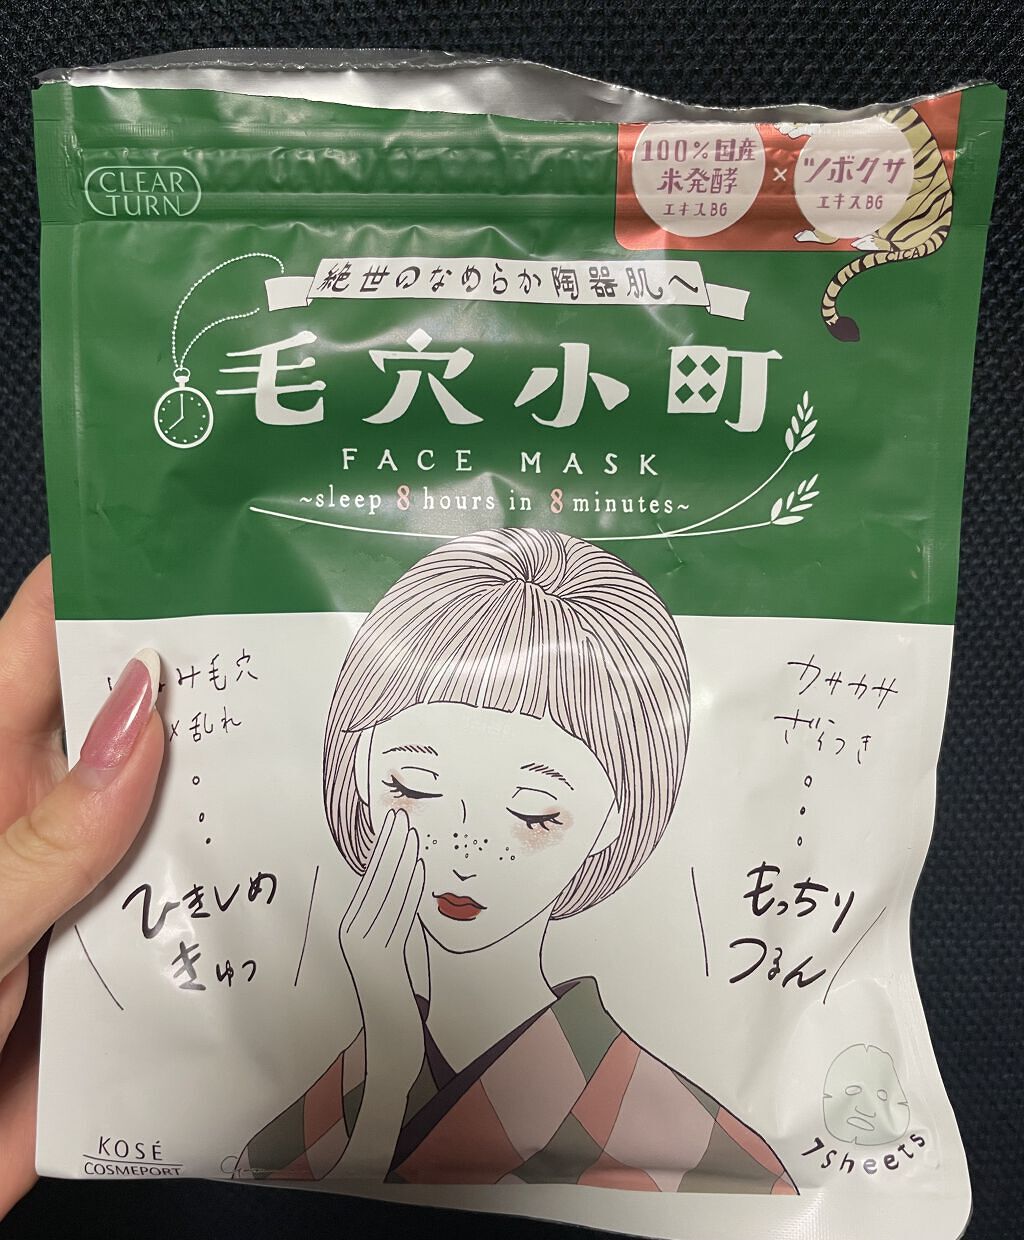 CLEAR
TURN
100%国産
米発酵
エキスBG
×
ツボクサ
エキスBG
CICA
絶世のなめらか陶器肌へ
毛穴小町
FACE MASK
~sleep 8 hours in 8 minutes~
み毛穴
乱れ
ひきしめ
きゅっ
カサカサ
ざらつき
もっちり
つるん
7sheets
KOSÉ
COSMEPORT